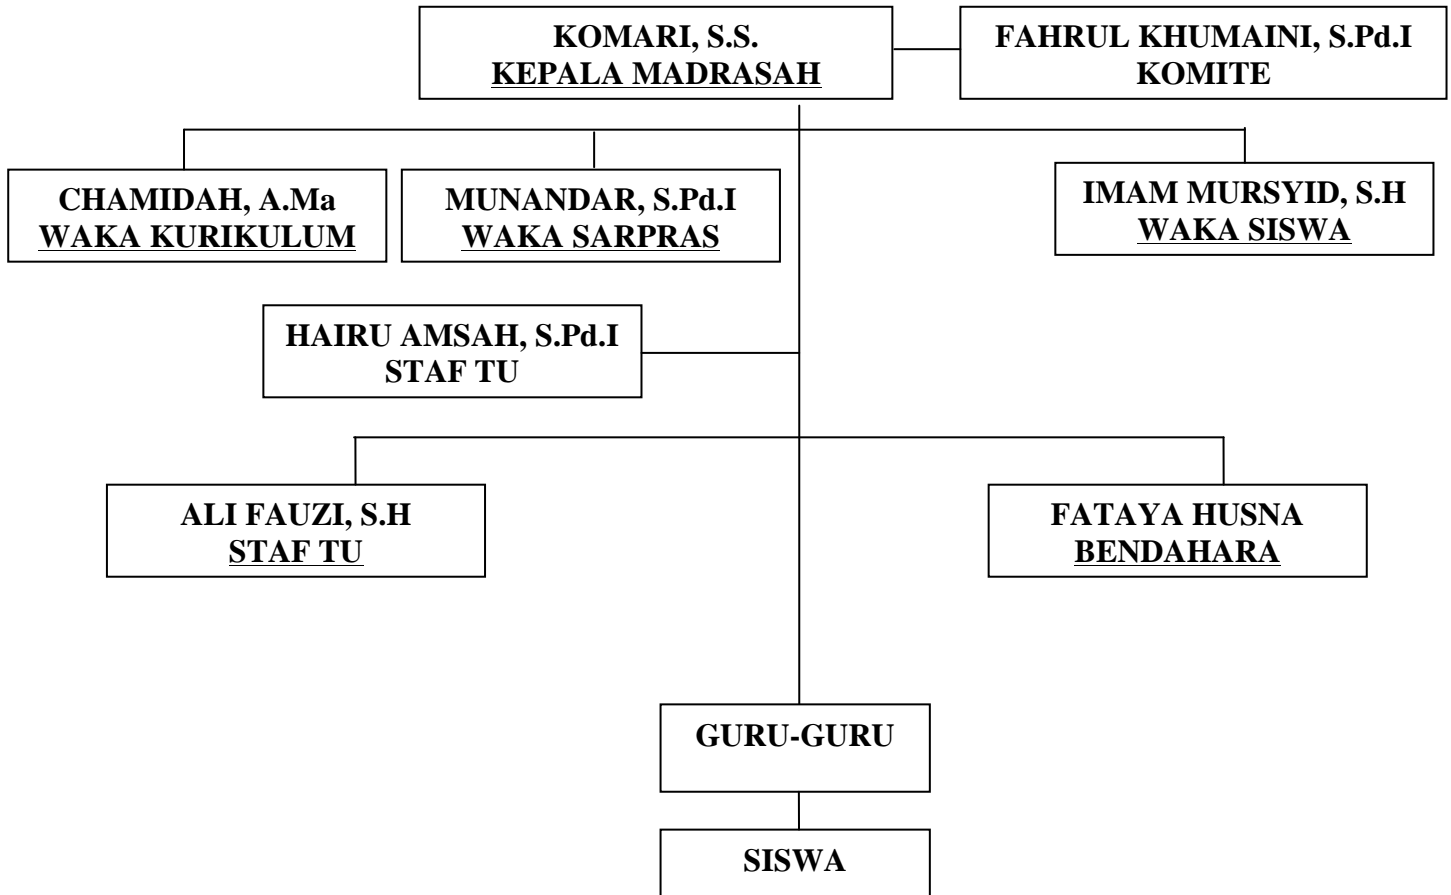 KOMARI, S.S.
KEPALA MADRASAH
FAHRUL KHUMAINI, S.Pd.I
KOMITE
CHAMIDAH, A.Ma
WAKA KURIKULUM
MUNANDAR, S.Pd.I
WAKA SARPRAS
IMAM MURSYID, S.H
WAKA SISWA
HAIRU AMSAH, S.Pd.I
STAF TU
ALI FAUZI, S.H
STAF TU
FATAYA HUSNA
BENDAHARA
GURU-GURU
SISWA